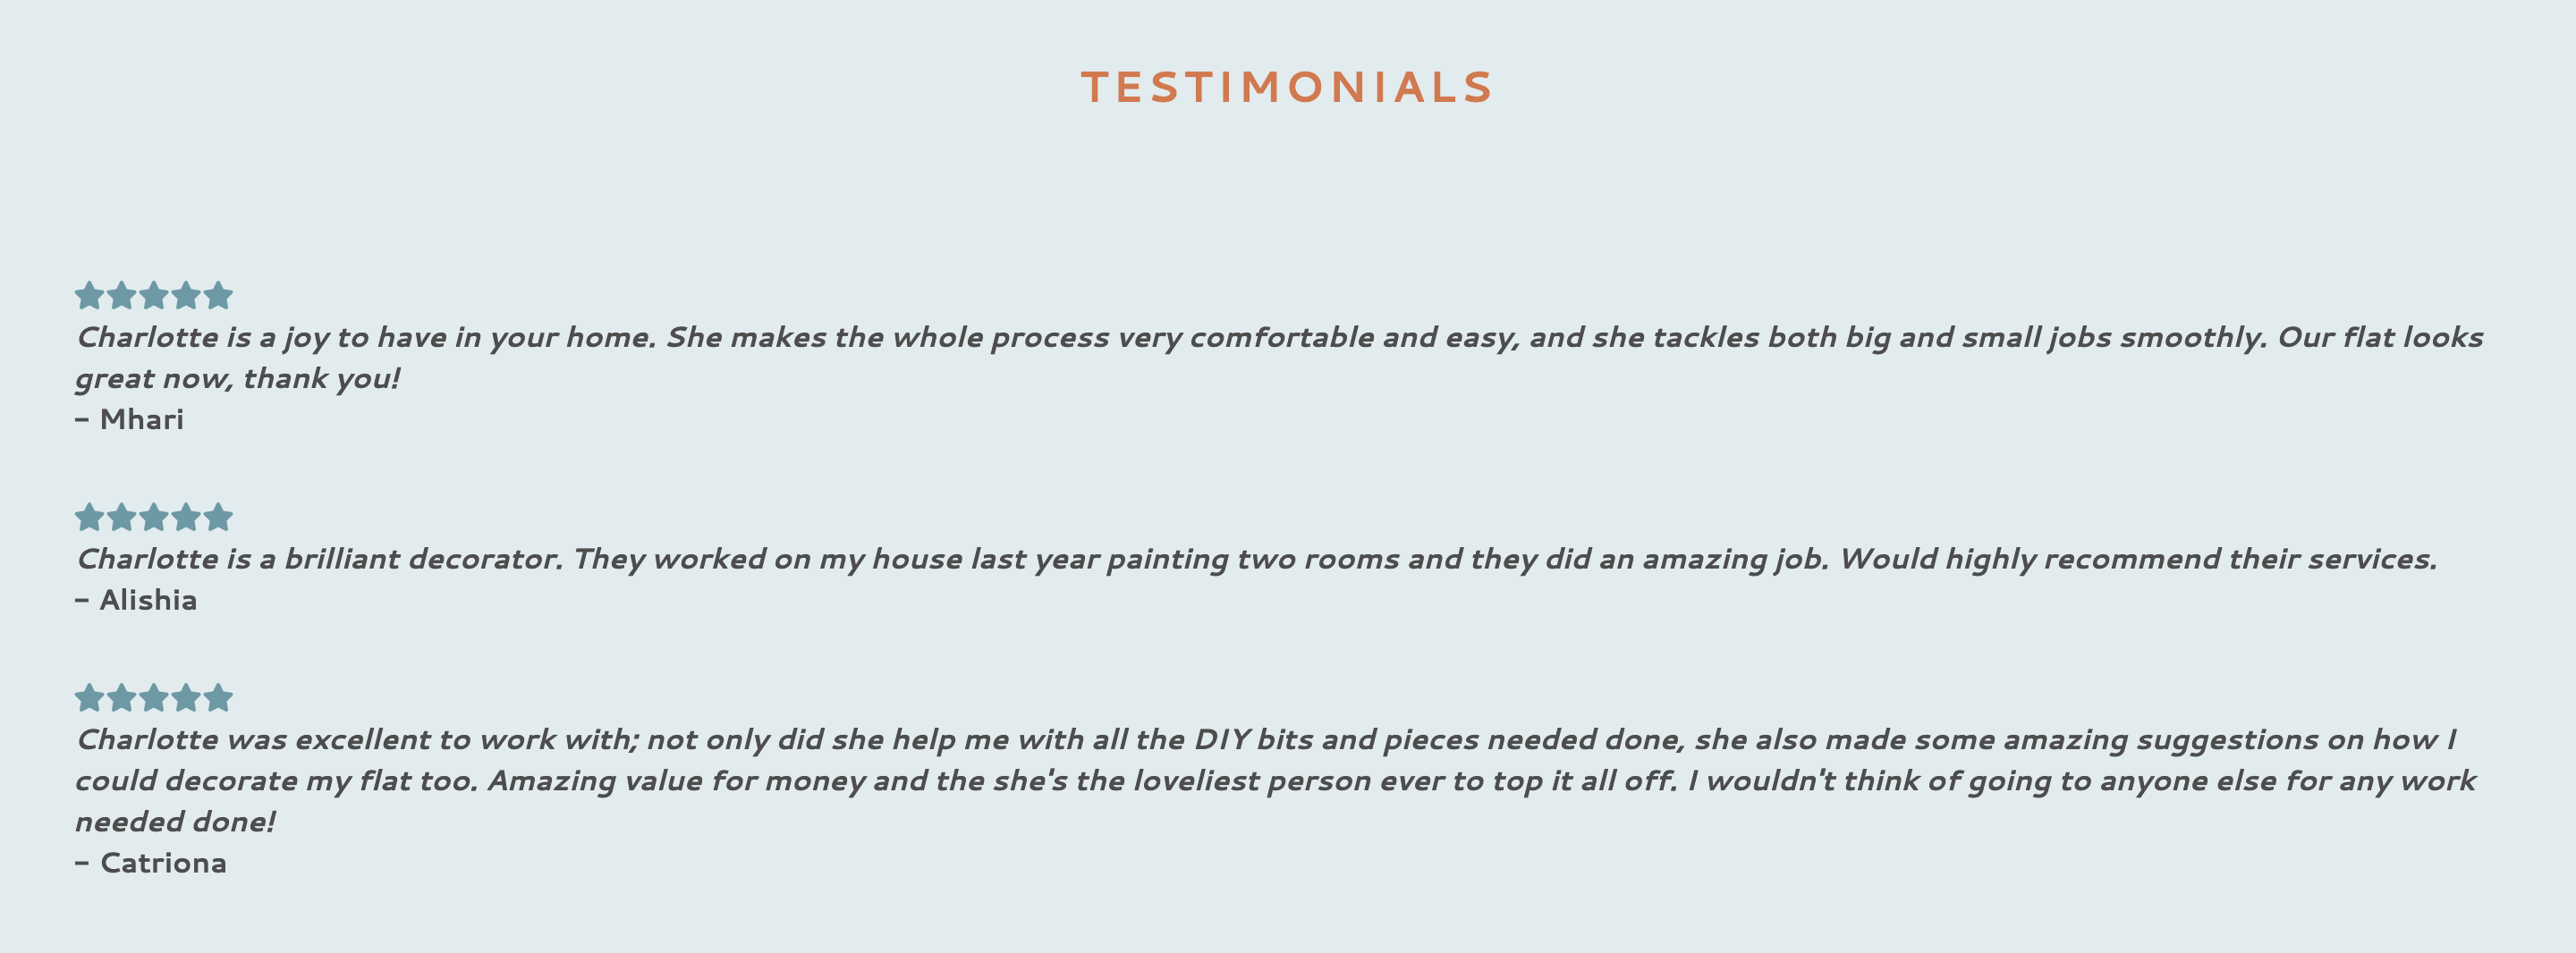 TESTIMONIALS
Charlotte is a joy to have in your home. She makes the whole process very comfortable and easy, and she tackles both big and small jobs smoothly. Our flat looks
great now, thank you!
- Mhari
Charlotte is a brilliant decorator. They worked on my house last year painting two rooms and they did an amazing job. Would highly recommend their services.
- Alishia
Charlotte was excellent to work with; not only did she help me with all the DIY bits and pieces needed done, she also made some amazing suggestions on how I
could decorate my flat too. Amazing value for money and the she's the loveliest person ever to top it all off. I wouldn't think of going to anyone else for any work
needed done!
- Catriona